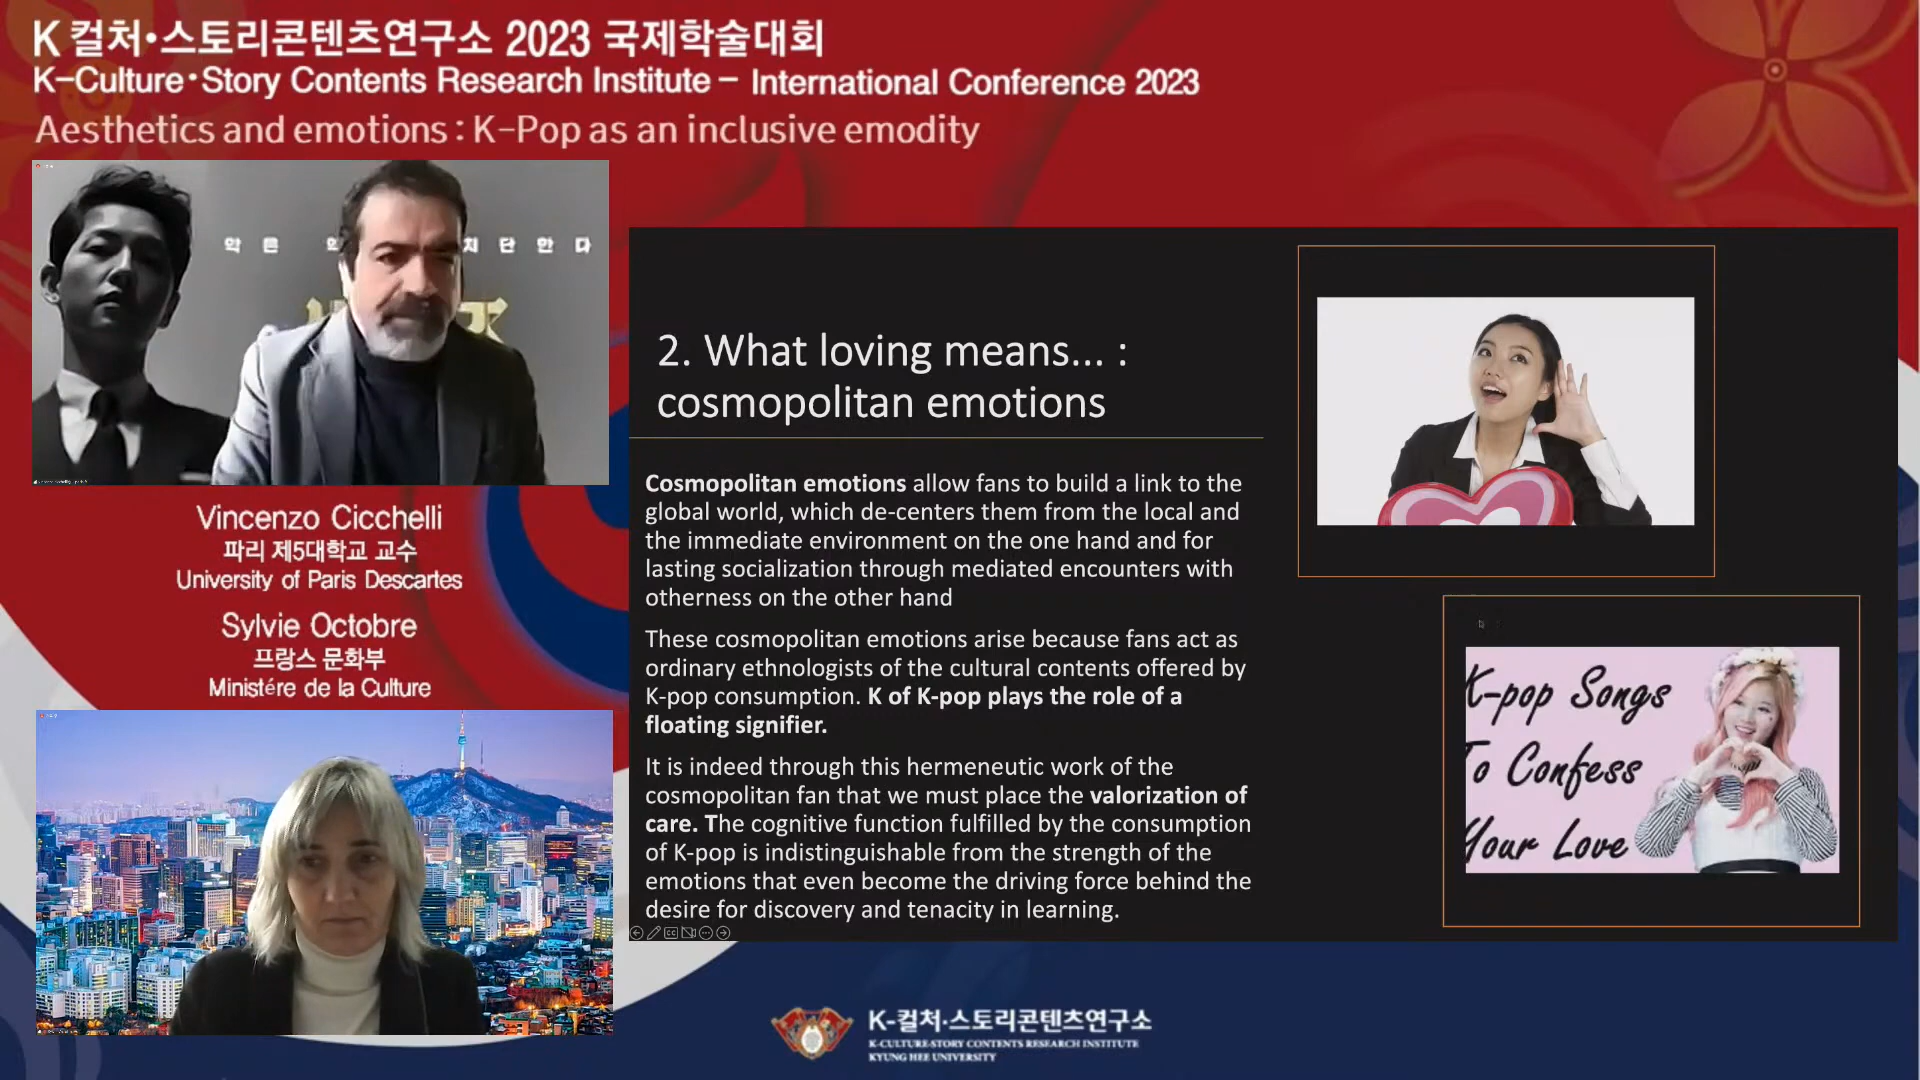 K 컬처•스토리콘텐츠연구소 2023 국제학술대회
K-Culture•Story Contents Research Institute – International Conference 2023
Aesthetics and emotions : K-Pop as an inclusive emodity
악 은
치 단 한 다
Vincenzo Cicchelli
파리 제5대학교 교수
University of Paris Descartes
Sylvie Octobre
프랑스 문화부
Ministére de la Culture
2. What loving means... :
cosmopolitan emotions
Cosmopolitan emotions allow fans to build a link to the
global world, which de-centers them from the local and
the immediate environment on the one hand and for
lasting socialization through mediated encounters with
otherness on the other hand
These cosmopolitan emotions arise because fans act as
ordinary ethnologists of the cultural contents offered by
K-pop consumption. K of K-pop plays the role of a
floating signifier.
It is indeed through this hermeneutic work of the
cosmopolitan fan that we must place the valorization of
care. The cognitive function fulfilled by the consumption
of K-pop is indistinguishable from the strength of the
emotions that even become the driving force behind the
desire for discovery and tenacity in learning.
K-pop Songs
To Confess
Your Love
K-컬처•스토리콘텐츠연구소
K-CULTURE•STORY CONTENTS RESEARCH INSTITUTE
KYUNG HEE UNIVERSITY